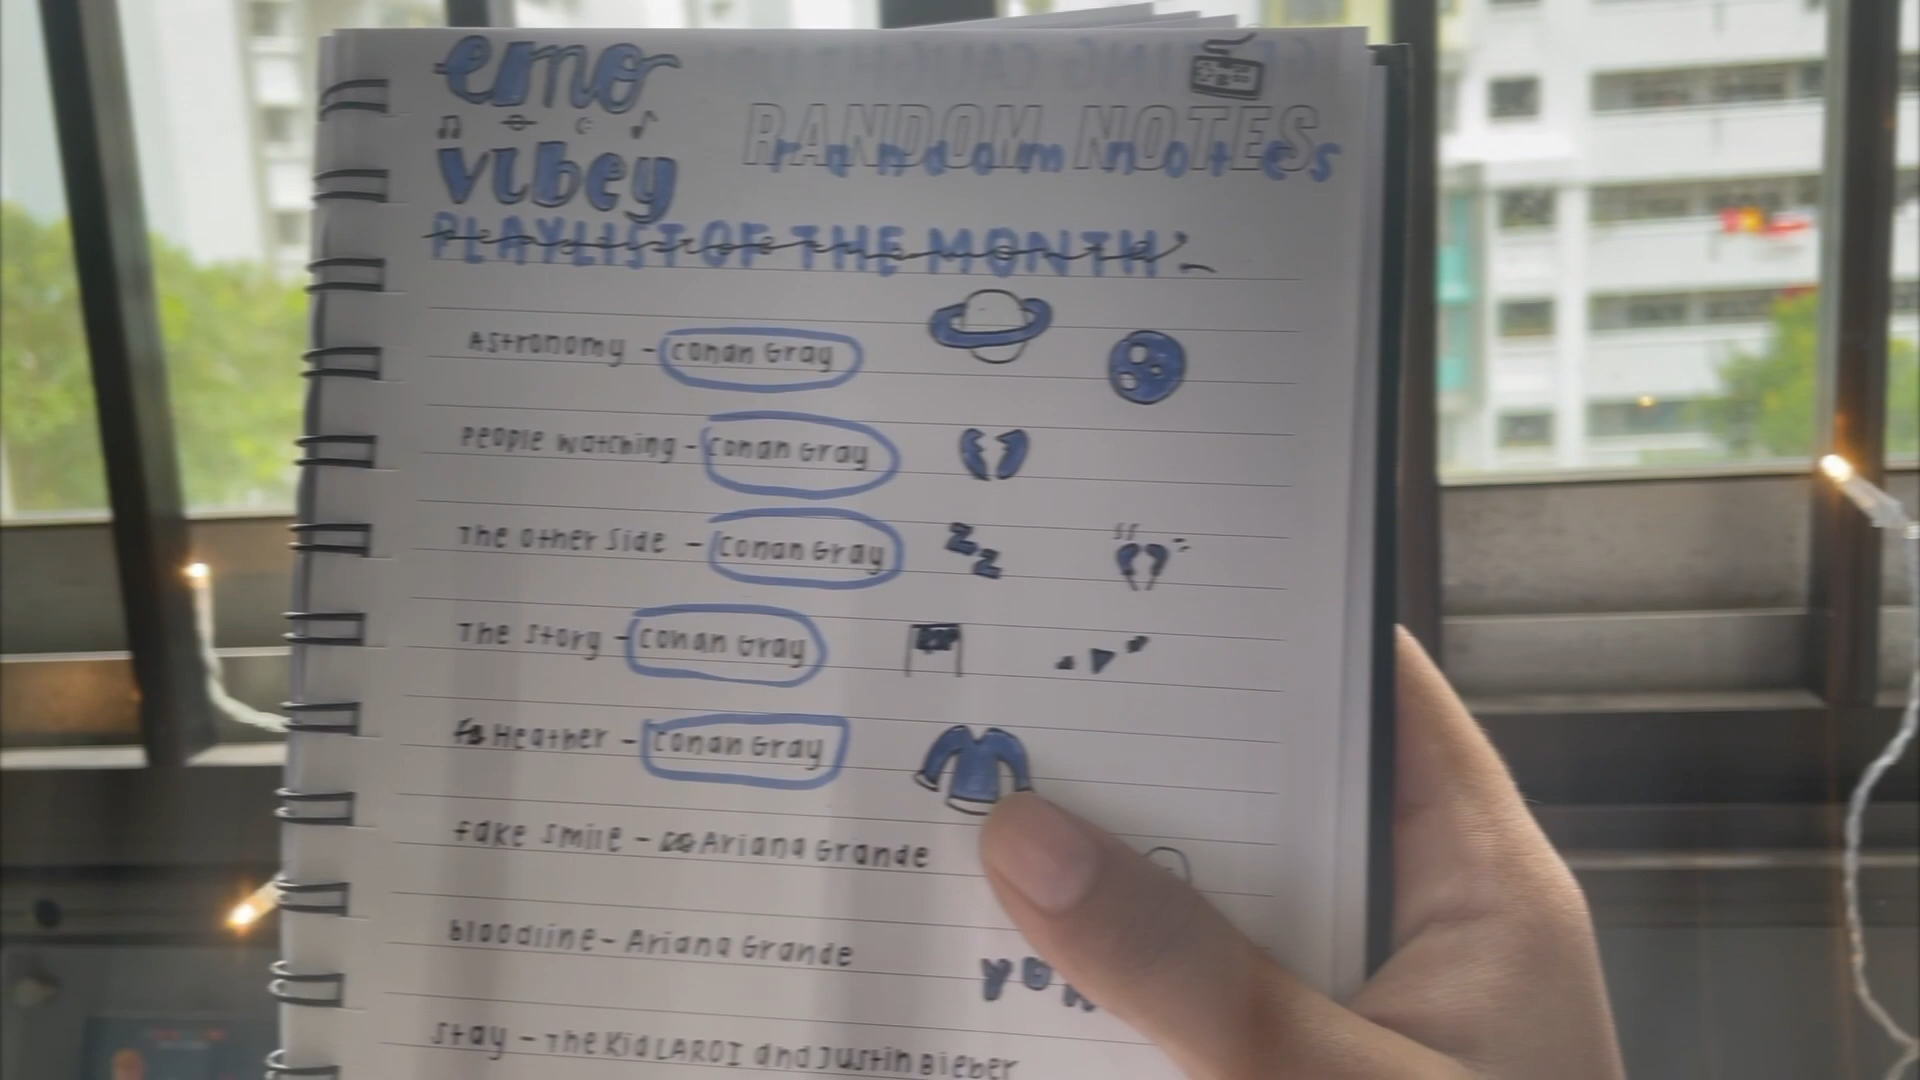 emo
vibey
RANDOM NOTES
random notes
PLAYLIST OF THE MONTH
Astronomy - Conan Gray
People Watching - Conan Gray
The Other Side - Conan Gray
zz
The Story - Conan Gray
Heather - Conan Gray
fake smile - Ariana Grande
bloodline - Ariana Grande
Stay - The Kid LAROI and Justin Bieber